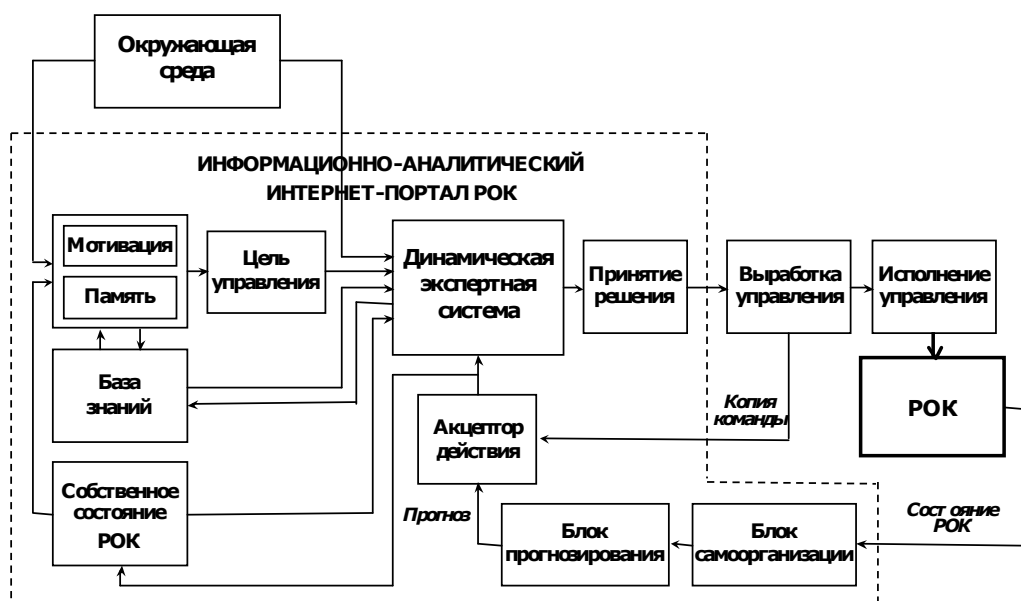 Окружающая
среда
ИНФОРМАЦИОННО-АНАЛИТИЧЕСКИЙ
ИНТЕРНЕТ-ПОРТАЛ РОК
Мотивация
Память
Цель
управления
Динамическая
экспертная
система
Принятие
решения
Выработка
управления
Исполнение
управления
База
знаний
Копия
команды
РОК
Акцептор
действия
Собственное
состояние
РОК
Прогноз
Блок
прогнозирования
Блок
самоорганизации
Состояние
РОК